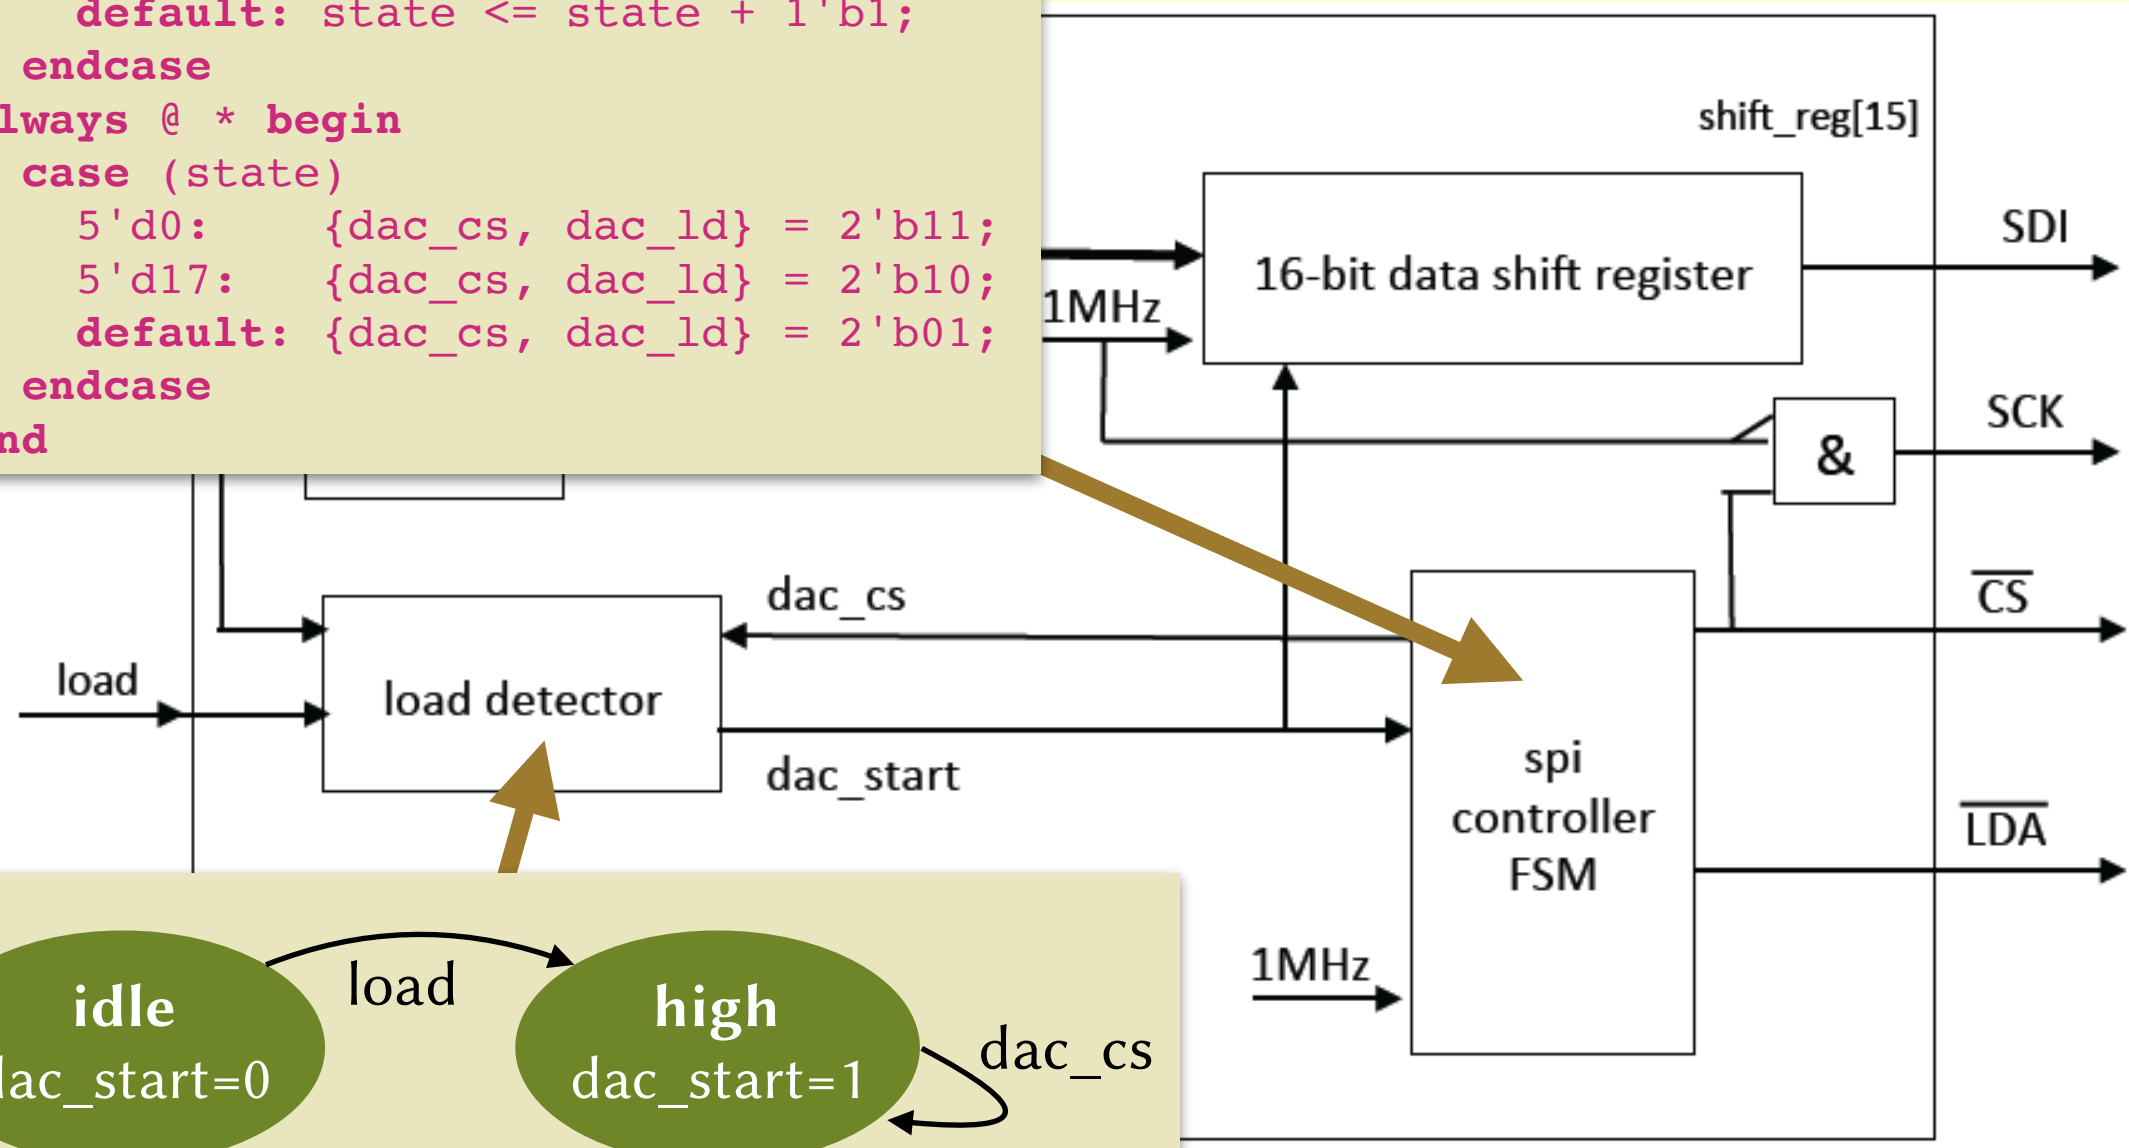 default: state <= state + 1'b1;
endcase
lways @ * begin
case (state)
5'd0: {dac_cs, dac_ld} = 2'b11;
5'd17: {dac_cs, dac_ld} = 2'b10;
default: {dac_cs, dac_ld} = 2'b01;
endcase
nd
shift_reg[15]
16-bit data shift register
1MHz
SDI
SCK
&
CS
LDA
dac_cs
load
load detector
dac_start
spi
controller
FSM
1MHz
idle
dac_start=0
load
high
dac_start=1
dac_cs